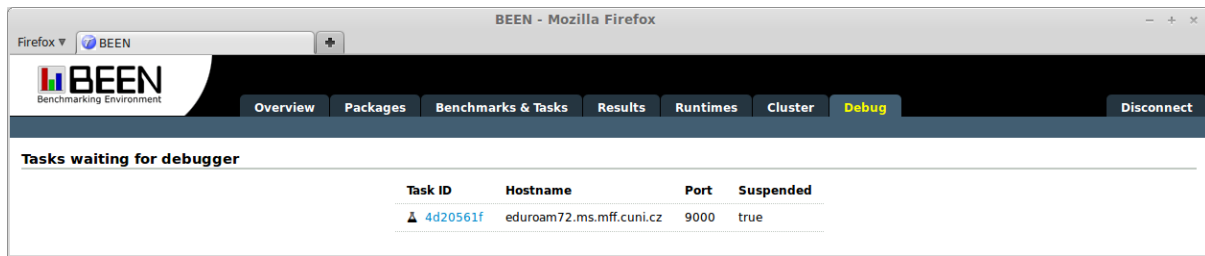 BEEN - Mozilla Firefox
Firefox
BEEN
BEEN
Benchmarking Environment
Overview Packages Benchmarks & Tasks Results Runtimes Cluster Debug Disconnect
Tasks waiting for debugger
Task ID Hostname Port Suspended
4d20561f eduroam72.ms.mff.cuni.cz 9000 true